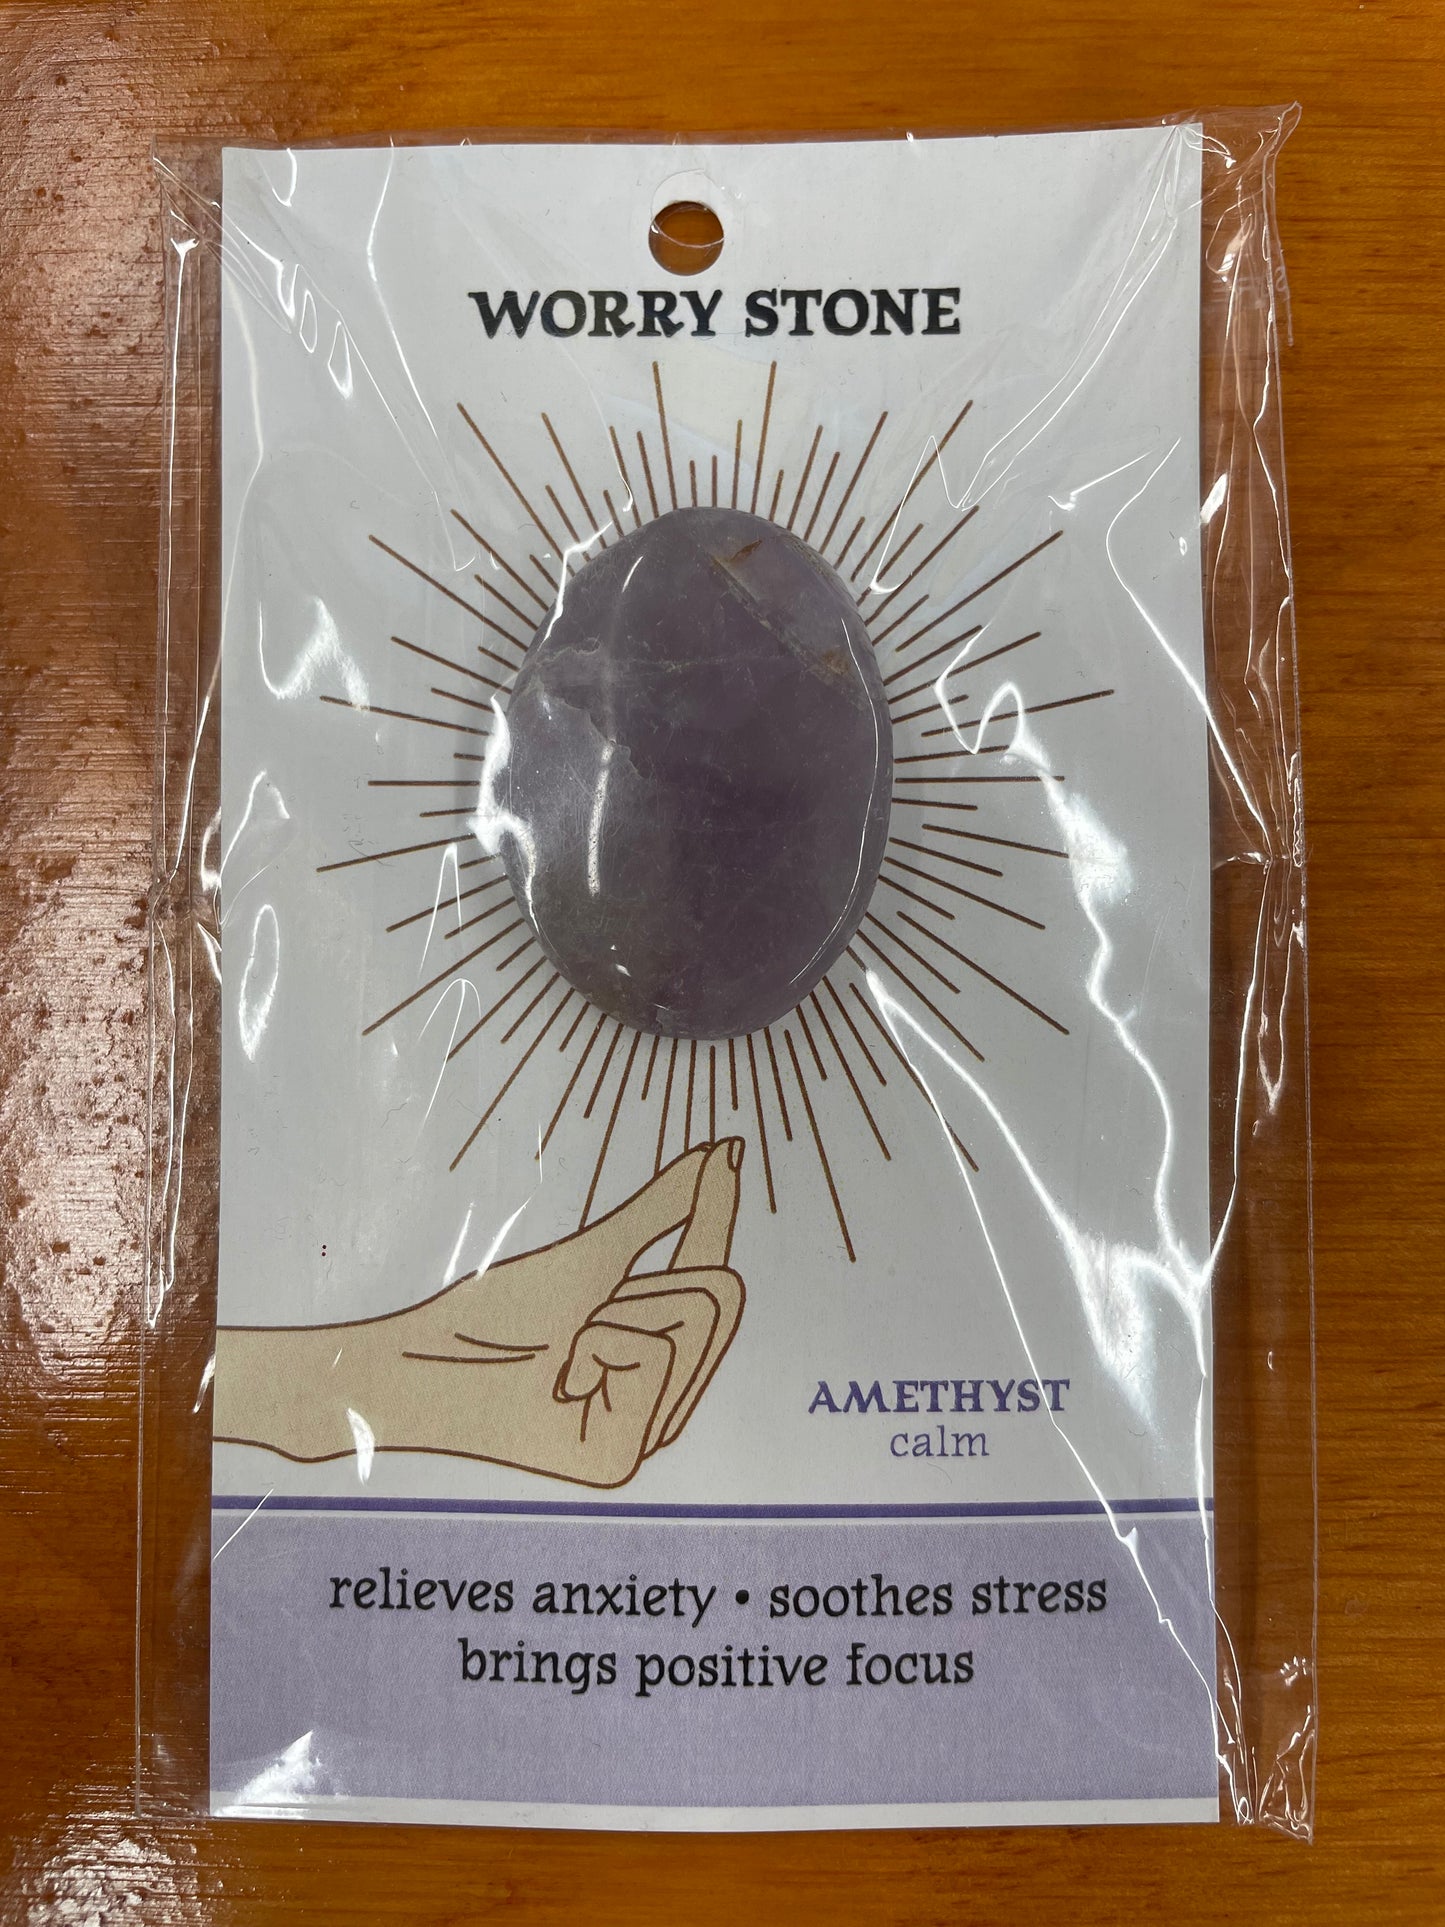 WORRY STONE
AMETHYST
calm
relieves anxiety • soothes stress
brings positive focus